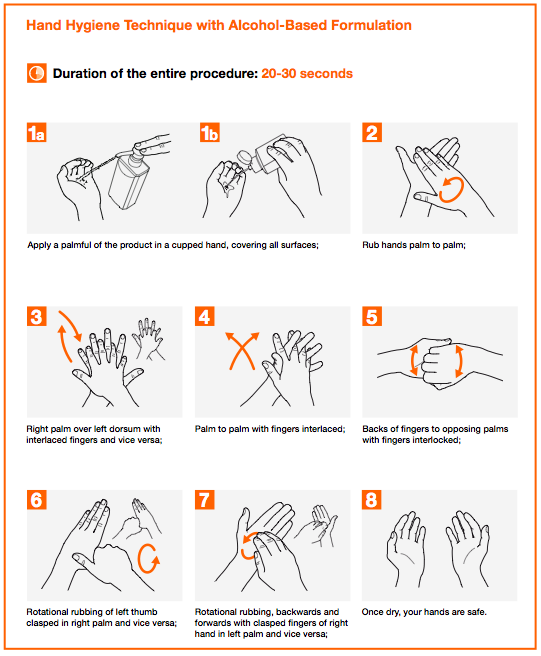 Hand Hygiene Technique with Alcohol-Based Formulation
Duration of the entire procedure: 20-30 seconds
1a
1b
2
Apply a palmful of the product in a cupped hand, covering all surfaces;
Rub hands palm to palm;
3
4
5
Right palm over left dorsum with
interlaced fingers and vice versa;
Palm to palm with fingers interlaced;
Backs of fingers to opposing palms
with fingers interlocked;
6
7
8
Rotational rubbing of left thumb
clasped in right palm and vice versa;
Rotational rubbing, backwards and
forwards with clasped fingers of right
hand in left palm and vice versa;
Once dry, your hands are safe.